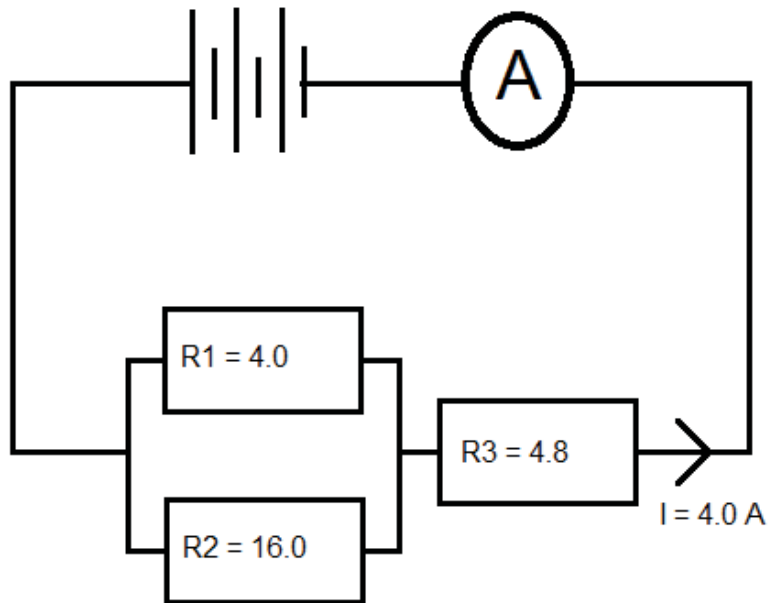 A
R1 = 4.0
R3 = 4.8
I = 4.0 A
R2 = 16.0